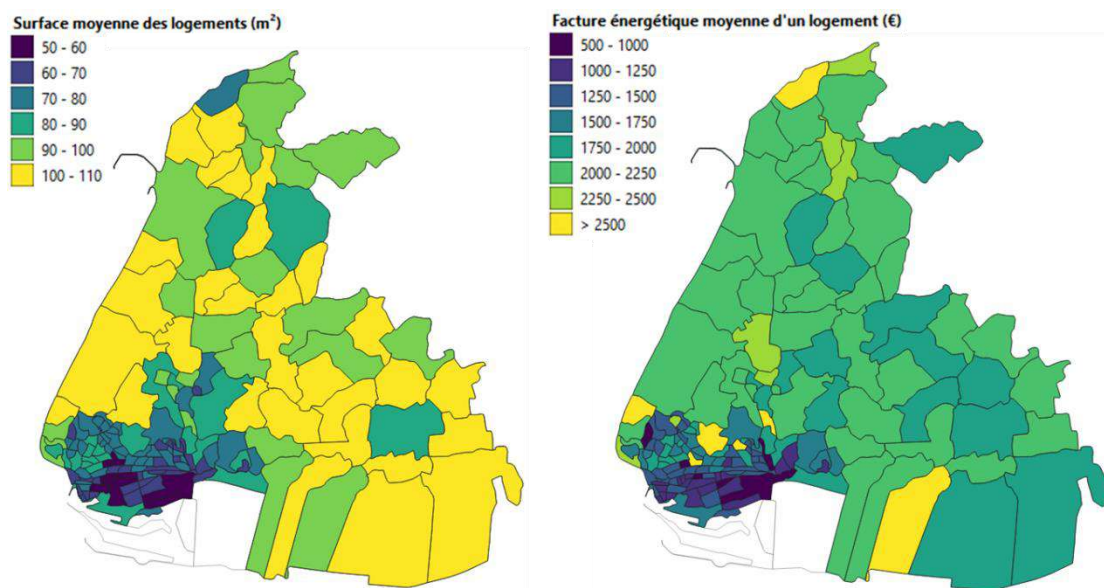 Surface moyenne des logements (m²)
50 - 60
60 - 70
70 - 80
80 - 90
90 - 100
100 - 110
Facture énergétique moyenne d'un logement (€)
500 - 1000
1000 - 1250
1250 - 1500
1500 - 1750
1750 - 2000
2000 - 2250
2250 - 2500
> 2500